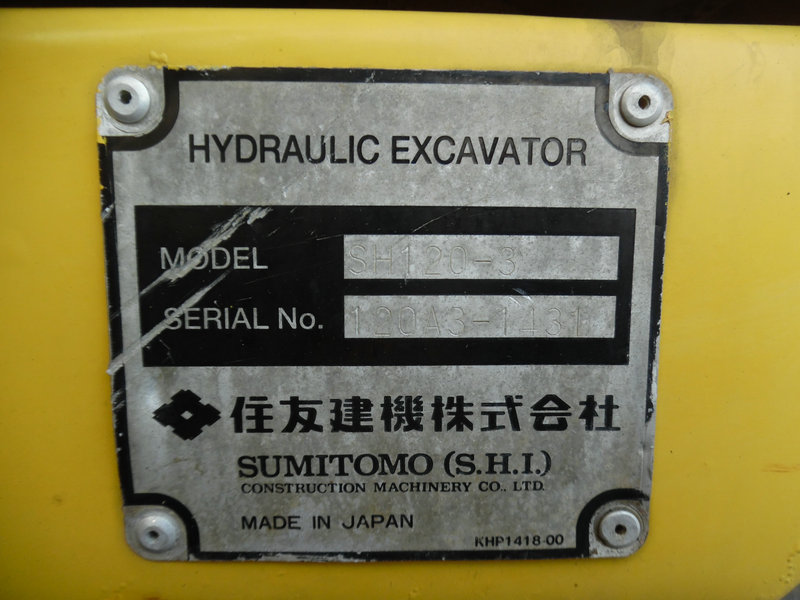 HYDRAULIC EXCAVATOR
MODEL SH120-3
SERIAL No. 120A3-1431
住友建機株式会社
SUMITOMO (S.H.I.)
CONSTRUCTION MACHINERY CO., LTD.
MADE IN JAPAN
KHP1418-00